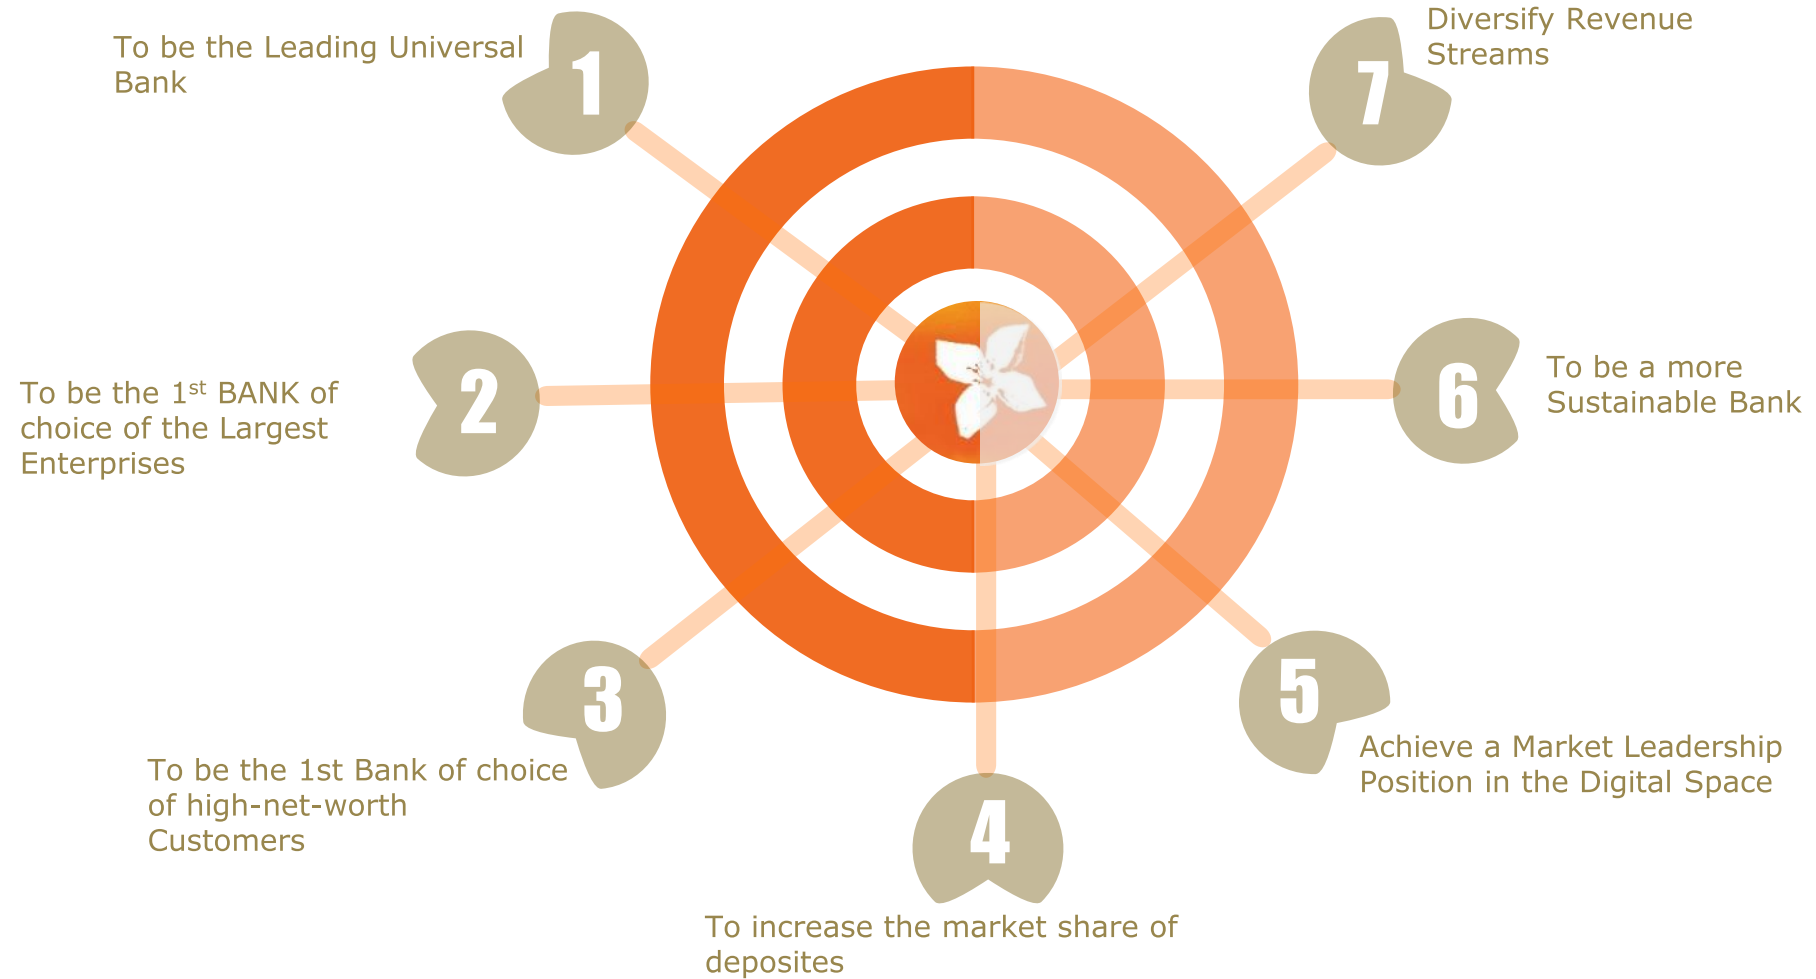 1
To be the Leading Universal
Bank
2
To be the 1st BANK of
choice of the Largest
Enterprises
3
To be the 1st Bank of choice
of high-net-worth
Customers
4
To increase the market share of
deposites
5
Achieve a Market Leadership
Position in the Digital Space
6
To be a more
Sustainable Bank
7
Diversify Revenue
Streams